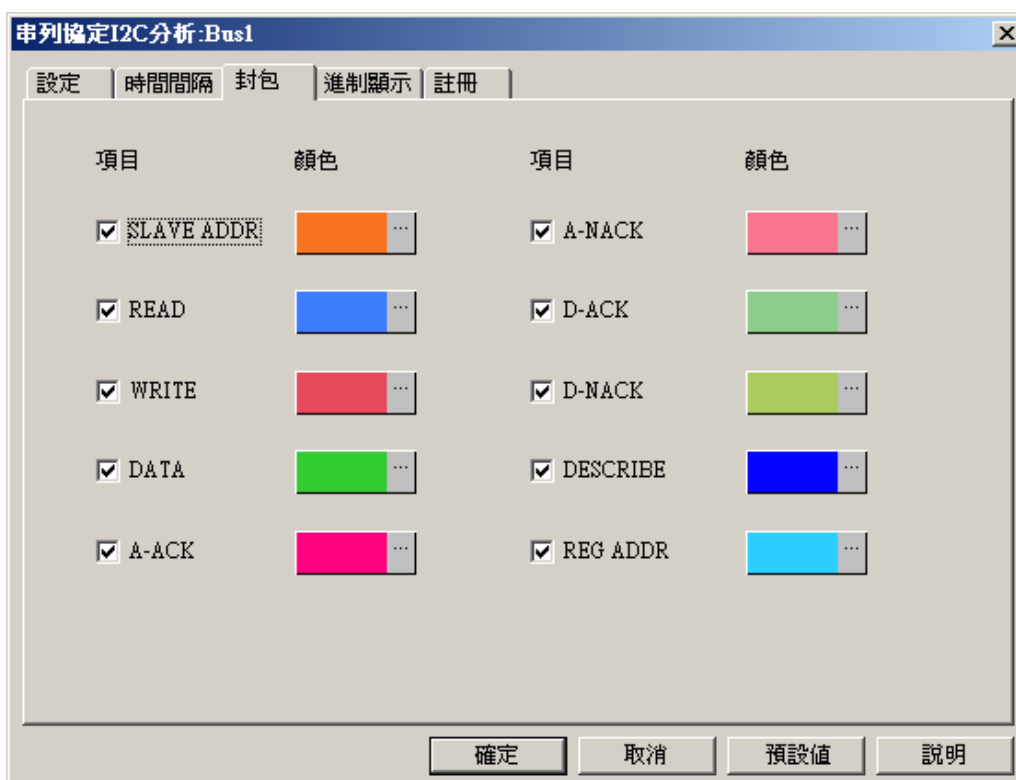 串列協定I2C分析:Bus1
設定 時間間隔 封包 進制顯示 註冊
項目 顏色 項目 顏色
SLAVE ADDR ... A-NACK ...
READ ... D-ACK ...
WRITE ... D-NACK ...
DATA ... DESCRIBE ...
A-ACK ... REG ADDR ...
確定 取消 預設値 説明